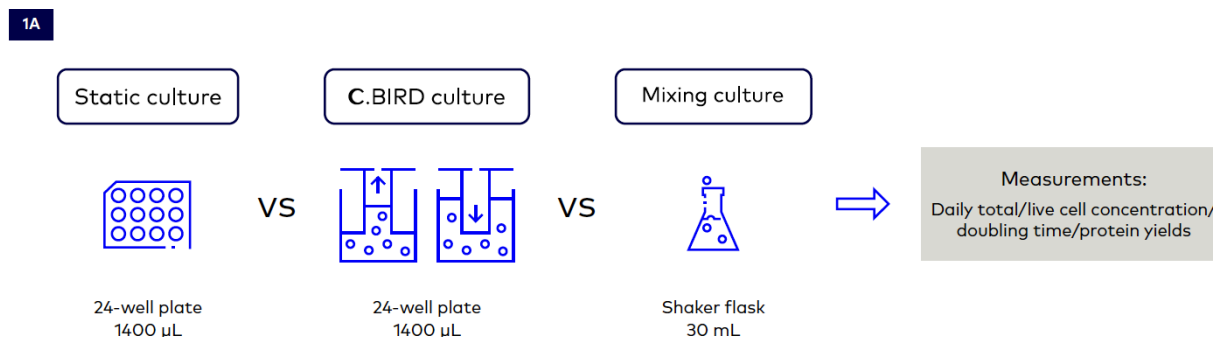 1A
Static culture
C.BIRD culture
Mixing culture
VS
VS
Measurements:
Daily total/live cell concentration/
doubling time/protein yields
24-well plate
1400 µL
24-well plate
1400 µL
Shaker flask
30 mL